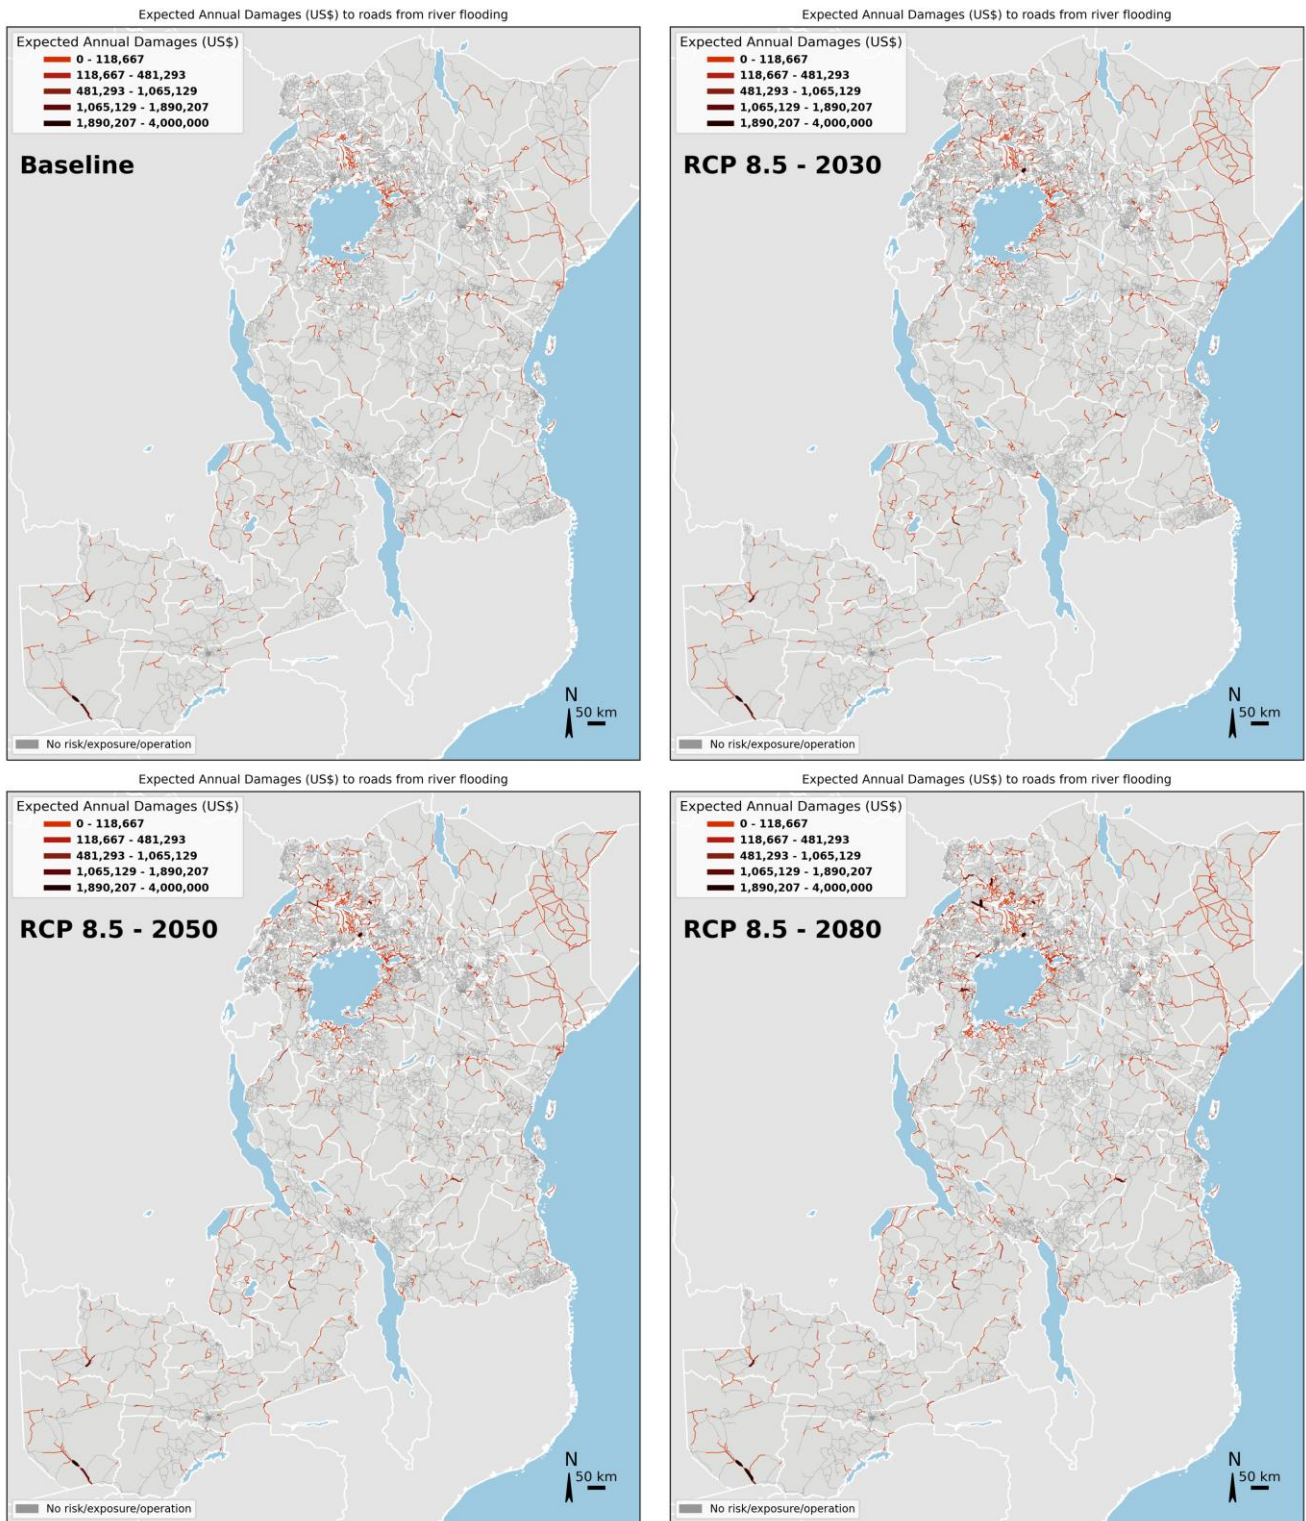 Expected Annual Damages (US$) to roads from river flooding
Expected Annual Damages (US$)
0 - 118,667
118,667 - 481,293
481,293 - 1,065,129
1,065,129 - 1,890,207
1,890,207 - 4,000,000
Baseline
N
50 km
No risk/exposure/operation
Expected Annual Damages (US$) to roads from river flooding
Expected Annual Damages (US$)
0 - 118,667
118,667 - 481,293
481,293 - 1,065,129
1,065,129 - 1,890,207
1,890,207 - 4,000,000
RCP 8.5 - 2030
N
50 km
No risk/exposure/operation
Expected Annual Damages (US$) to roads from river flooding
Expected Annual Damages (US$)
0 - 118,667
118,667 - 481,293
481,293 - 1,065,129
1,065,129 - 1,890,207
1,890,207 - 4,000,000
RCP 8.5 - 2050
N
50 km
No risk/exposure/operation
Expected Annual Damages (US$) to roads from river flooding
Expected Annual Damages (US$)
0 - 118,667
118,667 - 481,293
481,293 - 1,065,129
1,065,129 - 1,890,207
1,890,207 - 4,000,000
RCP 8.5 - 2080
N
50 km
No risk/exposure/operation